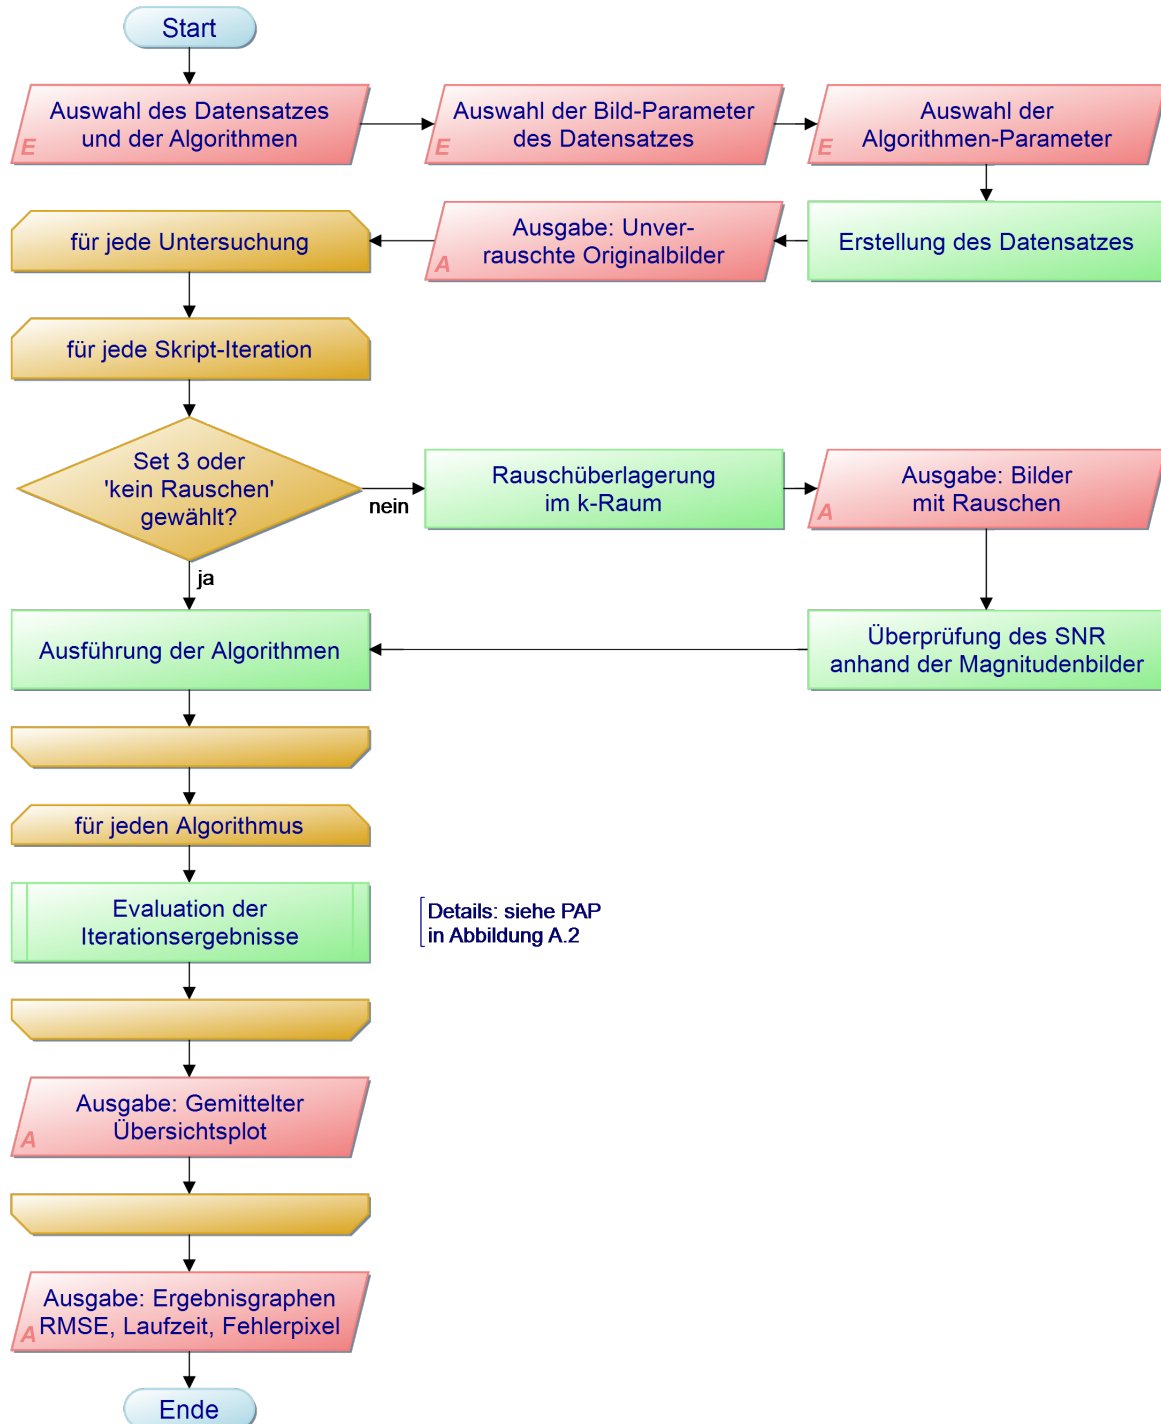 Start
Auswahl des Datensatzes
und der Algorithmen
E
Auswahl der Bild-Parameter
des Datensatzes
E
Auswahl der
Algorithmen-Parameter
E
Erstellung des Datensatzes
Ausgabe: Unver-
rauschte Originalbilder
A
für jede Untersuchung
für jede Skript-Iteration
Set 3 oder
'kein Rauschen'
gewählt?
nein
Rauschüberlagerung
im k-Raum
Ausgabe: Bilder
mit Rauschen
A
ja
Überprüfung des SNR
anhand der Magnitudenbilder
Ausführung der Algorithmen
für jeden Algorithmus
Evaluation der
Iterationsergebnisse
Details: siehe PAP
in Abbildung A.2
Ausgabe: Gemittelter
Übersichtsplot
A
Ausgabe: Ergebnisgraphen
RMSE, Laufzeit, Fehlerpixel
A
Ende